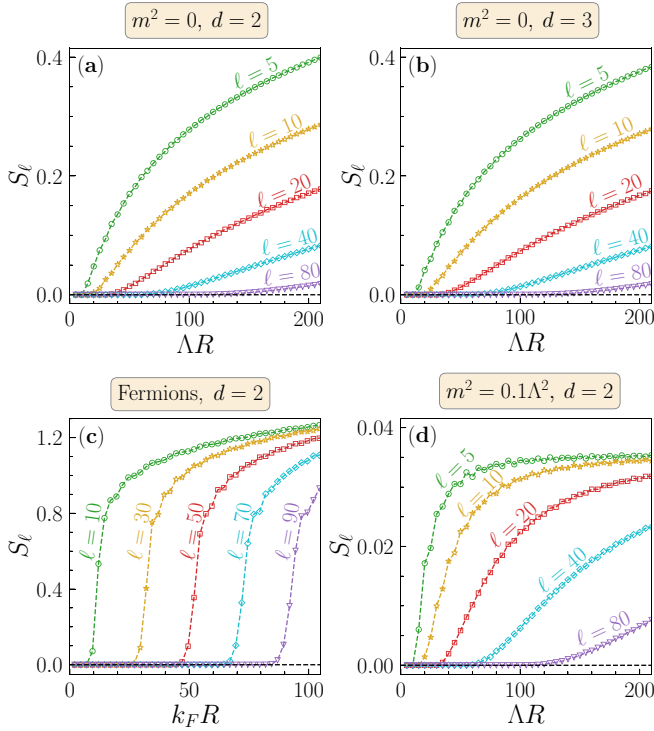 m² = 0, d = 2
m² = 0, d = 3
(a)
ℓ = 5
ℓ = 10
ℓ = 20
ℓ = 40
ℓ = 80
0.4
0.2
0.0
S_ℓ
100
200
ΛR
(b)
ℓ = 5
ℓ = 10
ℓ = 20
ℓ = 40
ℓ = 80
0.4
0.2
0.0
S_ℓ
100
200
ΛR
Fermions, d = 2
m² = 0.1Λ², d = 2
(c)
ℓ = 10
ℓ = 30
ℓ = 50
ℓ = 70
ℓ = 90
1.2
0.8
0.4
0.0
S_ℓ
0
50
100
k_F R
(d)
ℓ = 5
ℓ = 10
ℓ = 20
ℓ = 40
ℓ = 80
0.04
0.02
0.00
S_ℓ
0
100
200
ΛR